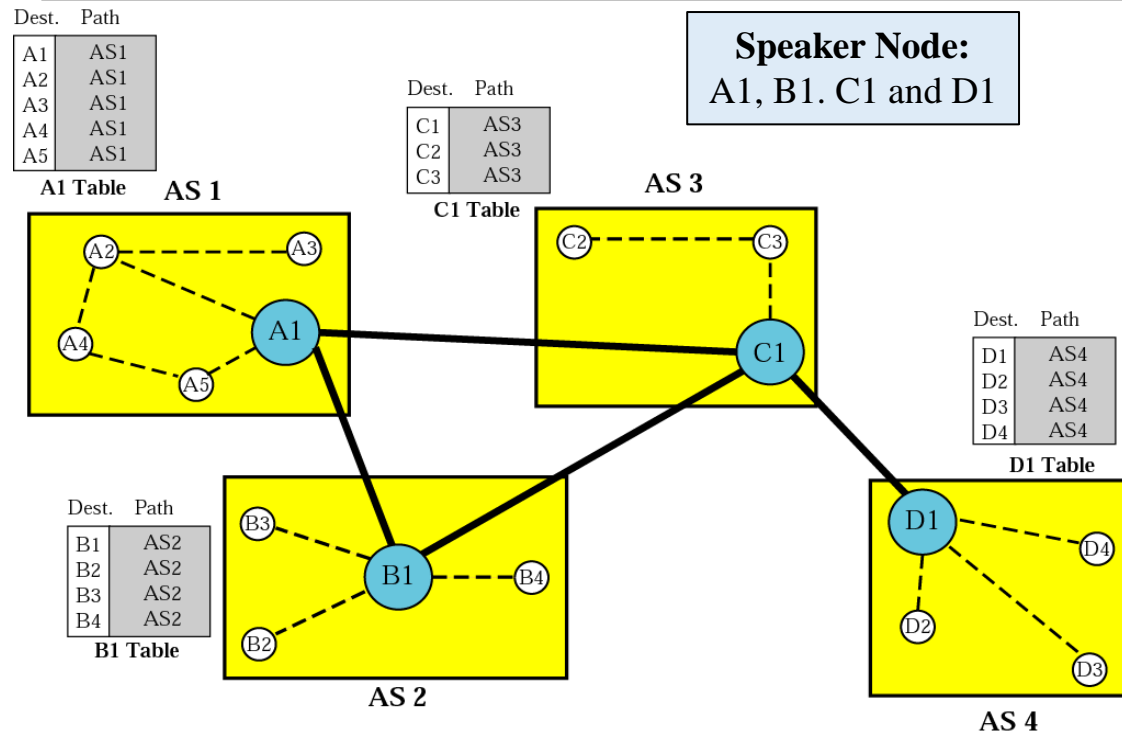 Dest. Path
A1 AS1
A2 AS1
A3 AS1
A4 AS1
A5 AS1
A1 Table
Speaker Node:
A1, B1. C1 and D1
Dest. Path
C1 AS3
C2 AS3
C3 AS3
C1 Table
AS 1
A2
A3
A1
A4
A5
AS 3
C2
C3
C1
Dest. Path
D1 AS4
D2 AS4
D3 AS4
D4 AS4
D1 Table
Dest. Path
B1 AS2
B2 AS2
B3 AS2
B4 AS2
B1 Table
B3
B1
B4
B2
AS 2
D1
D4
D2
D3
AS 4